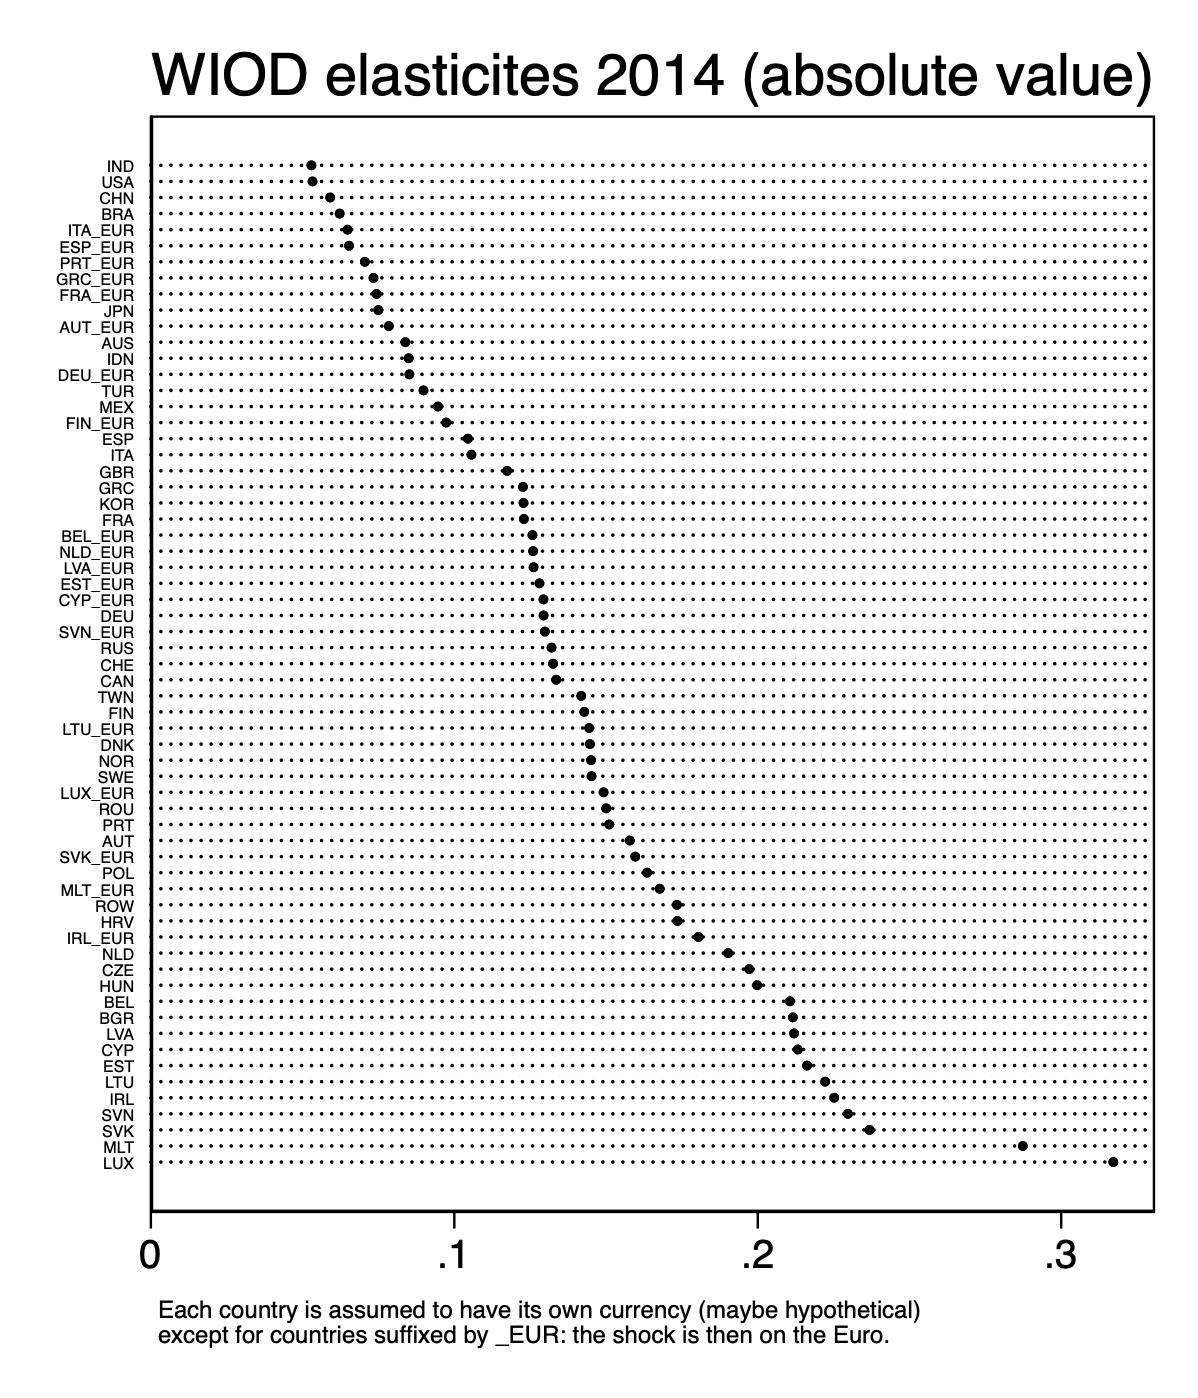 WIOD elasticites 2014 (absolute value)
IND
USA
CHN
BRA
ITA_EUR
ESP_EUR
PRT_EUR
GRC_EUR
FRA_EUR
JPN
AUT_EUR
AUS
IDN
DEU_EUR
TUR
MEX
FIN_EUR
ESP
ITA
GBR
GRC
KOR
FRA
BEL_EUR
NLD_EUR
LVA_EUR
EST_EUR
CYP_EUR
DEU
SVN_EUR
RUS
CHE
CAN
TWN
FIN
LTU_EUR
DNK
NOR
SWE
LUX_EUR
ROU
PRT
AUT
SVK_EUR
POL
MLT_EUR
ROW
HRV
IRL_EUR
NLD
CZE
HUN
BEL
BGR
LVA
CYP
EST
LTU
IRL
SVN
SVK
MLT
LUX
0 .1 .2 .3
Each country is assumed to have its own currency (maybe hypothetical)
except for countries suffixed by _EUR: the shock is then on the Euro.